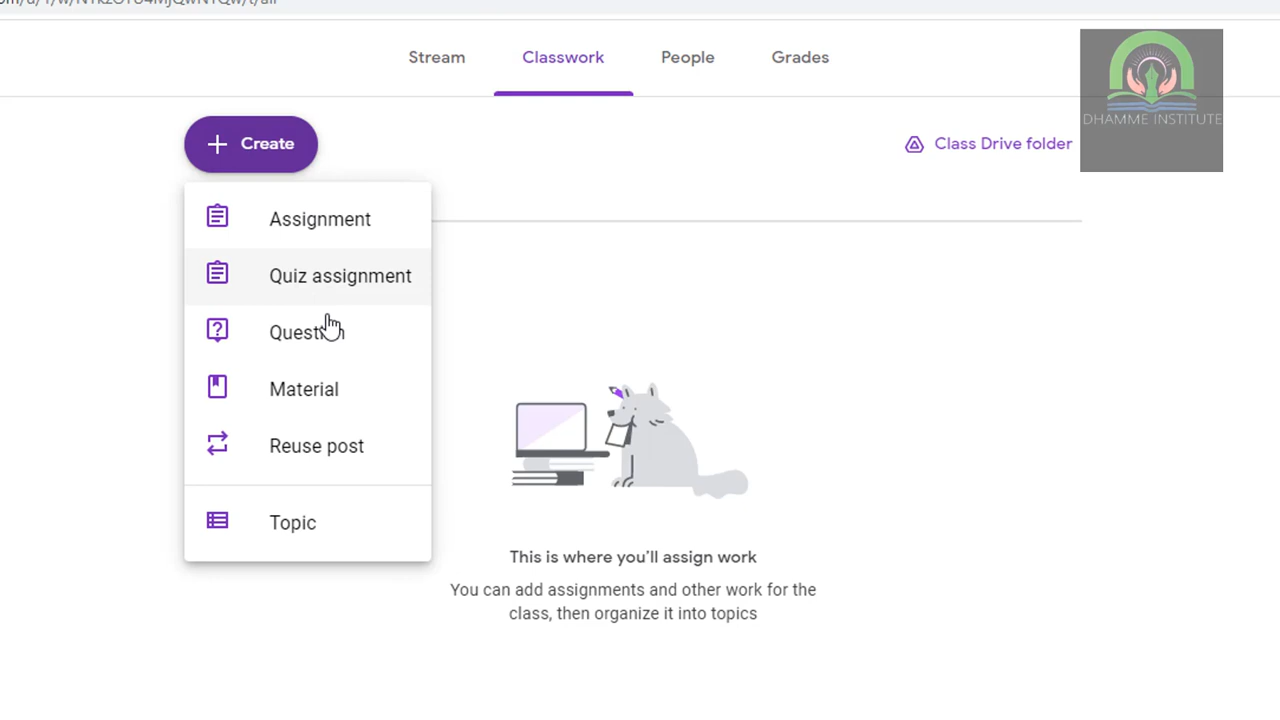 Stream
Classwork
People
Grades
DHAMME INSTITUTE
Create
Class Drive folder
Assignment
Quiz assignment
Question
Material
Reuse post
Topic
This is where you'll assign work
You can add assignments and other work for the
class, then organize it into topics